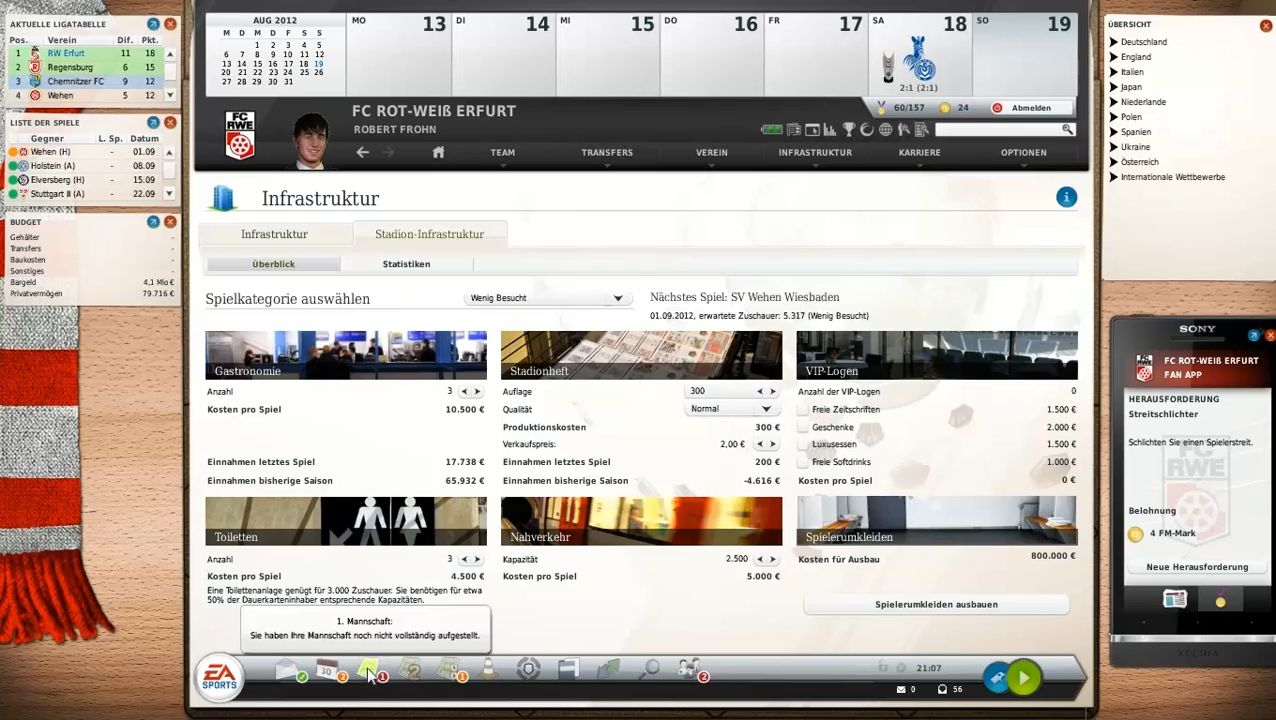 AKTUELLE LIGATABELLE
Pos. Verein Dif. Pkt.
1 RW Erfurt 11 18
2 Regensburg 6 15
3 Chemnitzer FC 9 12
4 Wehen 5 12
LISTE DER SPIELE
Gegner L. Sp. Datum
Wehen (H) - 01.09
Holstein (A) - 08.09
Elversberg (H) - 15.09
Stuttgart II (A) - 22.09
BUDGET
Gehälter -
Transfers -
Baukosten -
Sonstiges -
Bargeld 4,1 Mio €
Privatvermögen 79.716 €
AUG 2012
M D M D F S S
1 2 3 4 5
6 7 8 9 10 11 12
13 14 15 16 17 18 19
20 21 22 23 24 25 26
27 28 29 30 31
MO 13
DI 14
MI 15
DO 16
FR 17
SA 18
SO 19
2:1 (2:1)
FC RWE
FC ROT-WEIß ERFURT
ROBERT FROHN
60/157 24 Abmelden
TEAM TRANSFERS VEREIN INFRASTRUKTUR KARRIERE OPTIONEN
Infrastruktur
Infrastruktur Stadion-Infrastruktur
Überblick Statistiken
Spielkategorie auswählen Wenig Besucht
Nächstes Spiel: SV Wehen Wiesbaden
01.09.2012, erwartete Zuschauer: 5.317 (Wenig Besucht)
Gastronomie
Anzahl 3
Kosten pro Spiel 10.500 €
Einnahmen letztes Spiel 17.738 €
Einnahmen bisherige Saison 65.932 €
Stadionheft
Auflage 300
Qualität Normal
Produktionskosten 300 €
Verkaufspreis: 2,00 €
Einnahmen letztes Spiel 200 €
Einnahmen bisherige Saison -4.616 €
VIP-Logen
Anzahl der VIP-Logen 0
Freie Zeitschriften 1.500 €
Geschenke 2.000 €
Luxusessen 1.500 €
Freie Softdrinks 1.000 €
Kosten pro Spiel 0 €
Toiletten
Anzahl 3
Kosten pro Spiel 4.500 €
Eine Toilettenanlage genügt für 3.000 Zuschauer. Sie benötigen für etwa
50% der Dauerkarteninhaber entsprechende Kapazitäten.
Nahverkehr
Kapazität 2.500
Kosten pro Spiel 5.000 €
Spielerumkleiden
Kosten für Ausbau 800.000 €
Spielerumkleiden ausbauen
1. Mannschaft:
Sie haben Ihre Mannschaft noch nicht vollständig aufgestellt.
EA
SPORTS
30 2 1 1 2
21:07
0 56
ÜBERSICHT
Deutschland
England
Italien
Japan
Niederlande
Polen
Spanien
Ukraine
Österreich
Internationale Wettbewerbe
SONY
FC ROT-WEIß ERFURT
FAN APP
HERAUSFORDERUNG
Streitschlichter
Schlichten Sie einen Spielerstreit.
Belohnung
4 FM-Mark
Neue Herausforderung
XPERIA